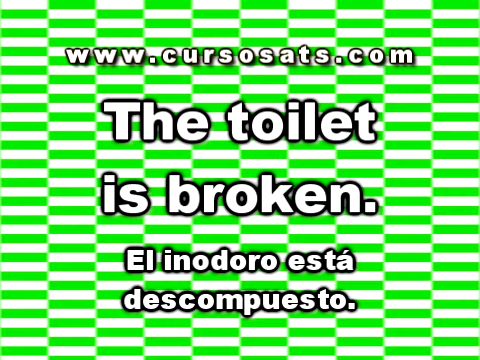 www.cursosats.com
The toilet
is broken.
El inodoro está
descompuesto.